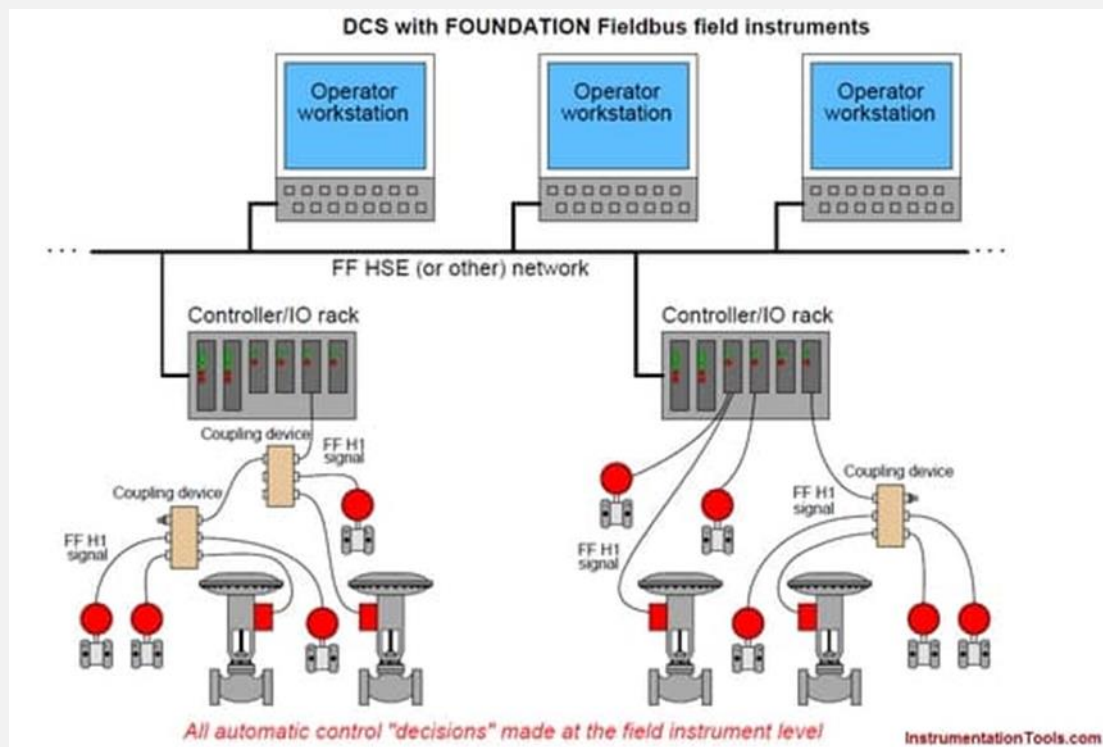 DCS with FOUNDATION Fieldbus field instruments
Operator
workstation
Operator
workstation
Operator
workstation
. . .
. . .
FF HSE (or other) network
Controller/IO rack
Controller/IO rack
Coupling device
FF H1
signal
Coupling device
FF H1
signal
Coupling device
FF H1
signal
FF H1
signal
All automatic control "decisions" made at the field instrument level
InstrumentationTools.com